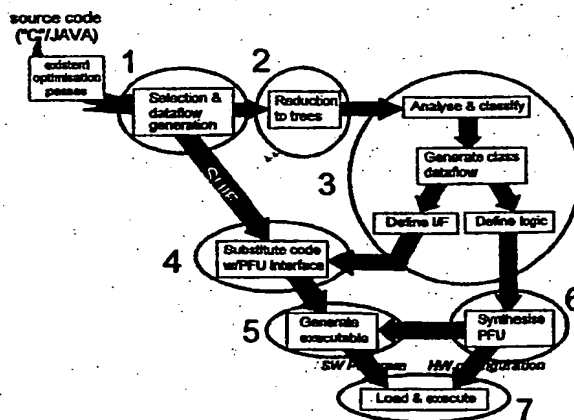 source code
("C"/JAVA)
existent
optimisation
passes
1
Selection &
dataflow
generation
2
Reduction
to trees
Analyse & classify
Generate class
dataflow
3
Define I/F
Define logic
SUIF
4
Substitute code
w/PFU Interface
5
Generate
executable
6
Synthesise
PFU
SW
HW configuration
Load & execute
7